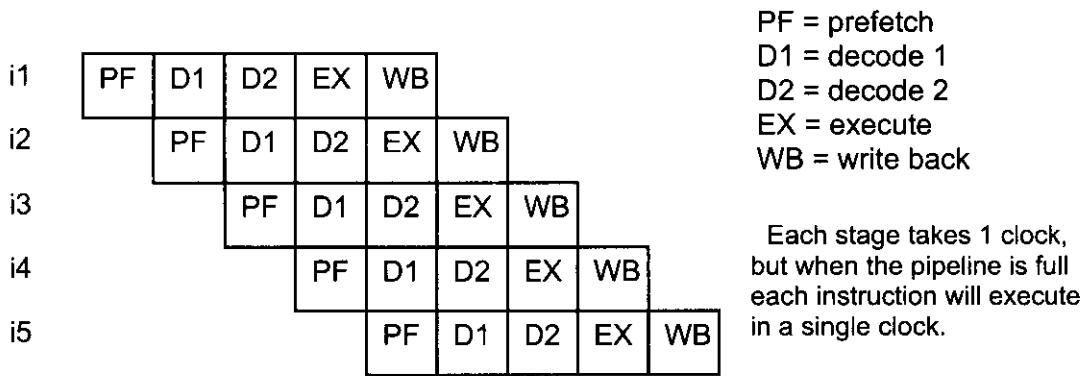 PF = prefetch
D1 = decode 1
D2 = decode 2
EX = execute
WB = write back
i1 PF D1 D2 EX WB
i2 PF D1 D2 EX WB
i3 PF D1 D2 EX WB
i4 PF D1 D2 EX WB
i5 PF D1 D2 EX WB
Each stage takes 1 clock,
but when the pipeline is full
each instruction will execute
in a single clock.